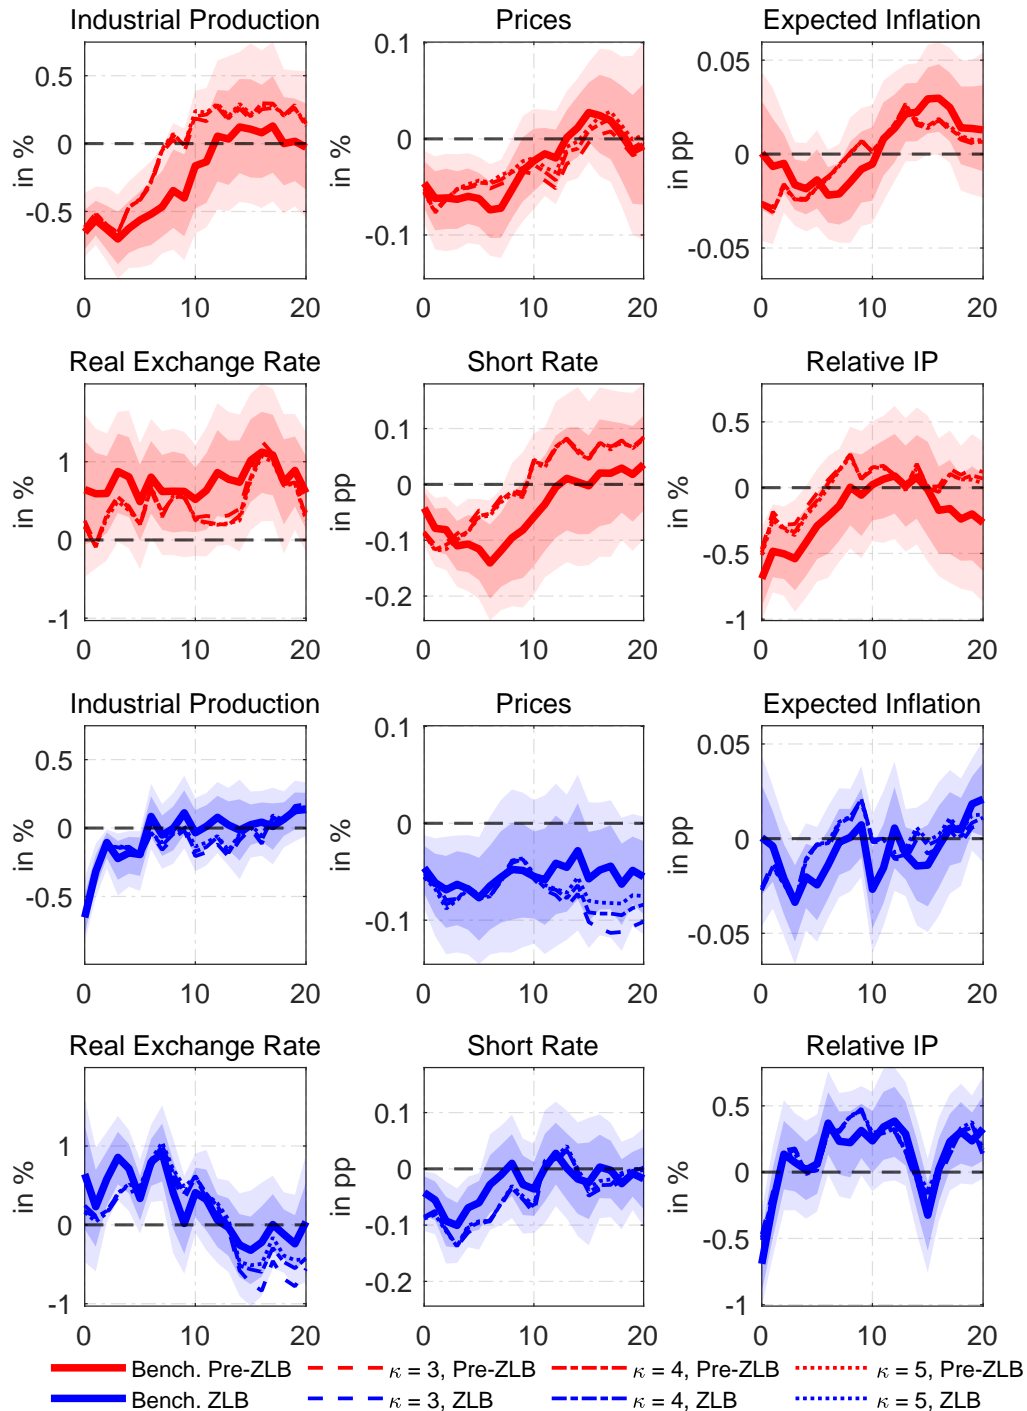 Industrial Production Prices Expected Inflation
0.5
0
-0.5
in %
0 10 20
0.1
0
-0.1
in %
0 10 20
0.05
0
-0.05
in pp
0 10 20
Real Exchange Rate Short Rate Relative IP
1
0
-1
in %
0 10 20
0.1
0
-0.1
-0.2
in pp
0 10 20
0.5
0
-0.5
-1
in %
0 10 20
Industrial Production Prices Expected Inflation
0.5
0
-0.5
in %
0 10 20
0.1
0
-0.1
in %
0 10 20
0.05
0
-0.05
in pp
0 10 20
Real Exchange Rate Short Rate Relative IP
1
0
-1
in %
0 10 20
0.1
0
-0.1
-0.2
in pp
0 10 20
0.5
0
-0.5
-1
in %
0 10 20
Bench. Pre-ZLB κ = 3, Pre-ZLB κ = 4, Pre-ZLB κ = 5, Pre-ZLB
Bench. ZLB κ = 3, ZLB κ = 4, ZLB κ = 5, ZLB